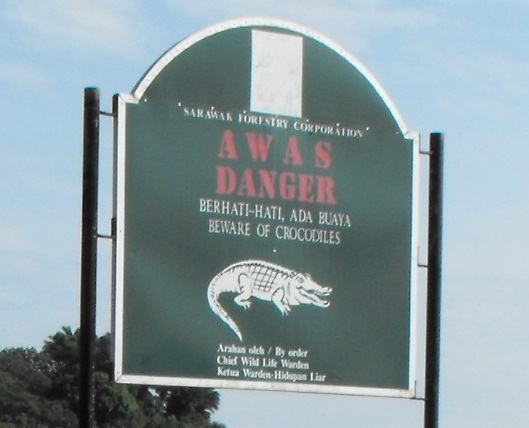 SARAWAK FORESTRY CORPORATION
AWAS
DANGER
BERHATI-HATI, ADA BUAYA
BEWARE OF CROCODILES
Arahan oleh / By order
Chief Wild Life Warden
Ketua Warden-Hidupan Liar